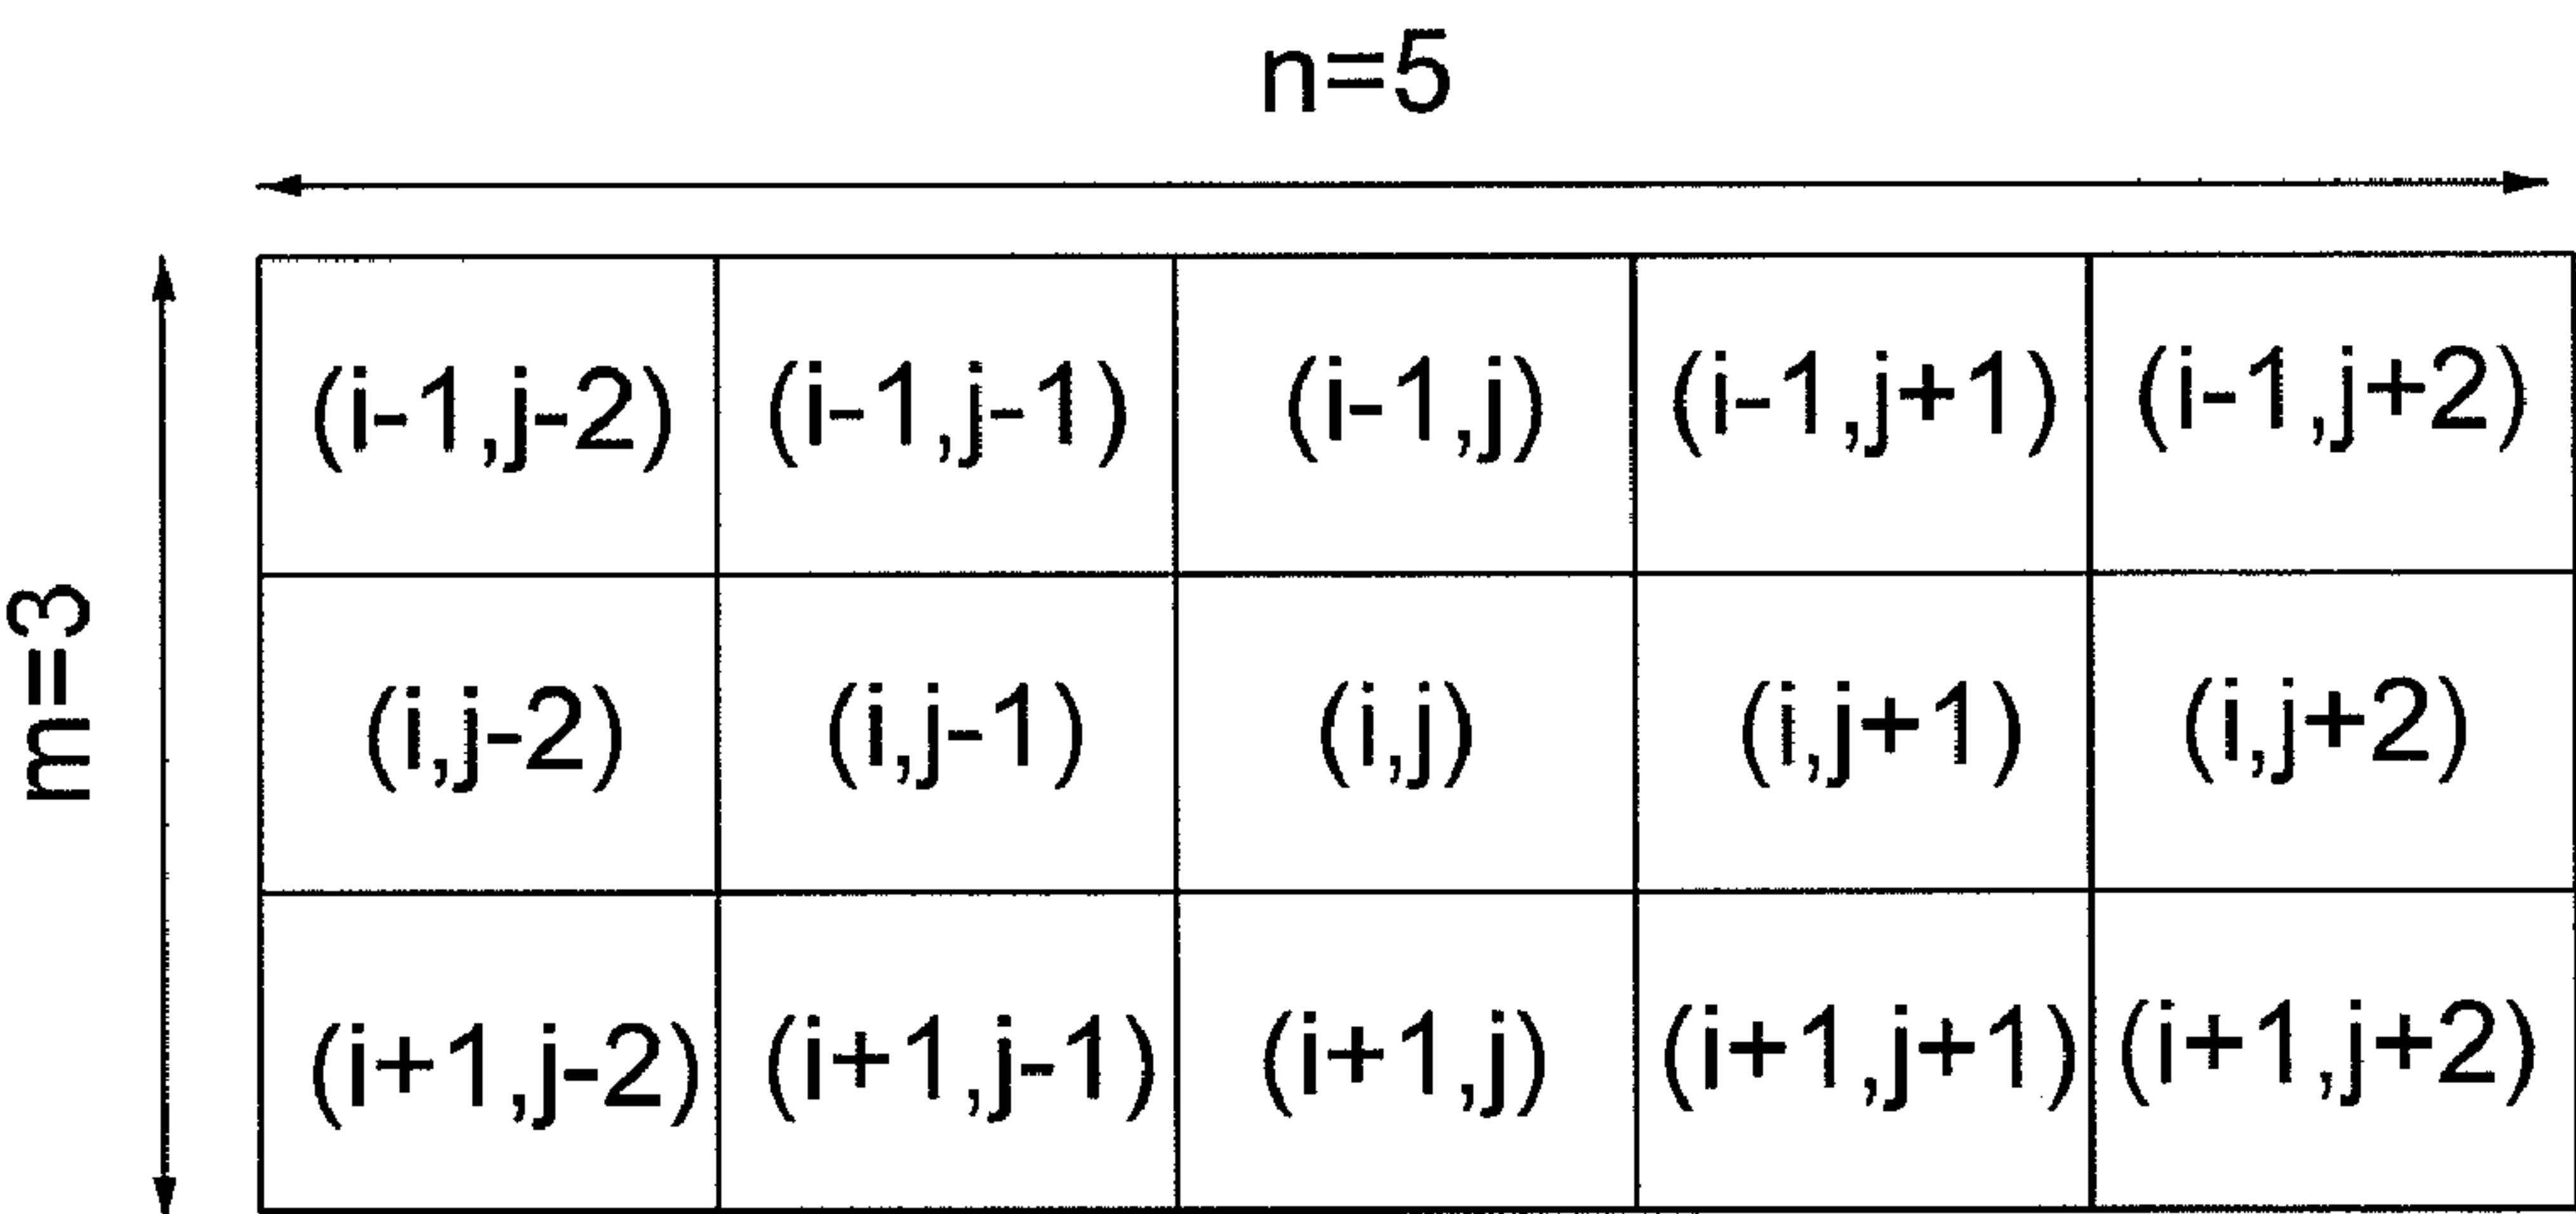 n=5
m=3
(i-1,j-2) (i-1,j-1) (i-1,j) (i-1,j+1) (i-1,j+2)
(i,j-2) (i,j-1) (i,j) (i,j+1) (i,j+2)
(i+1,j-2) (i+1,j-1) (i+1,j) (i+1,j+1) (i+1,j+2)